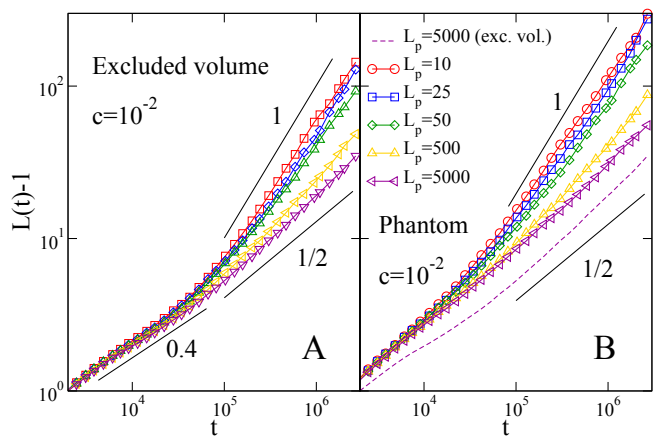 L(t)-1
10^2
10^1
10^0
Excluded volume
c=10^-2
1
1/2
0.4
A
10^4
10^5
10^6
t
L_p=5000 (exc. vol.)
L_p=10
L_p=25
L_p=50
L_p=500
L_p=5000
1
Phantom
c=10^-2
1/2
B
10^4
10^5
10^6
t